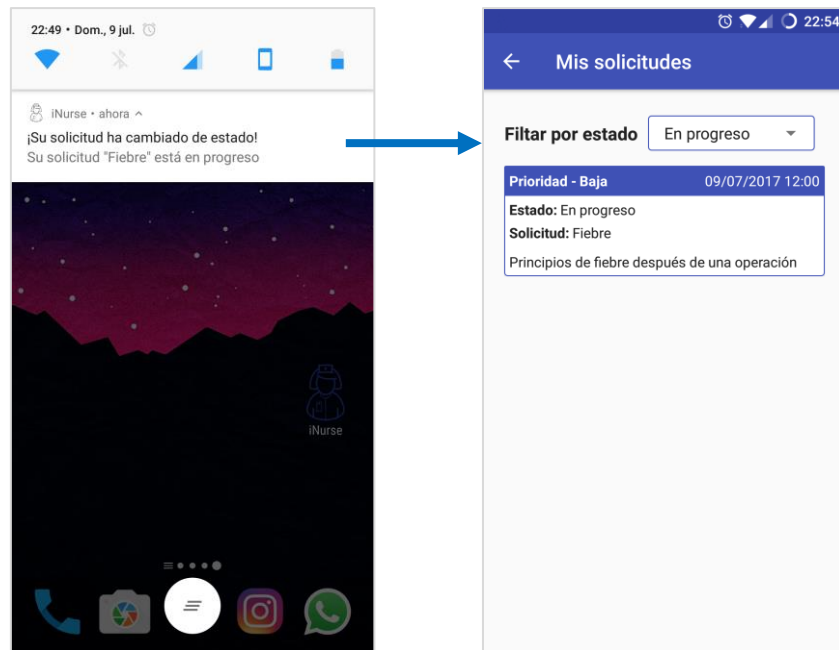 22:49 • Dom., 9 jul.
iNurse • ahora
¡Su solicitud ha cambiado de estado!
Su solicitud "Fiebre" está en progreso
iNurse
22:54
Mis solicitudes
Filtar por estado
En progreso
Prioridad - Baja
09/07/2017 12:00
Estado: En progreso
Solicitud: Fiebre
Principios de fiebre después de una operación